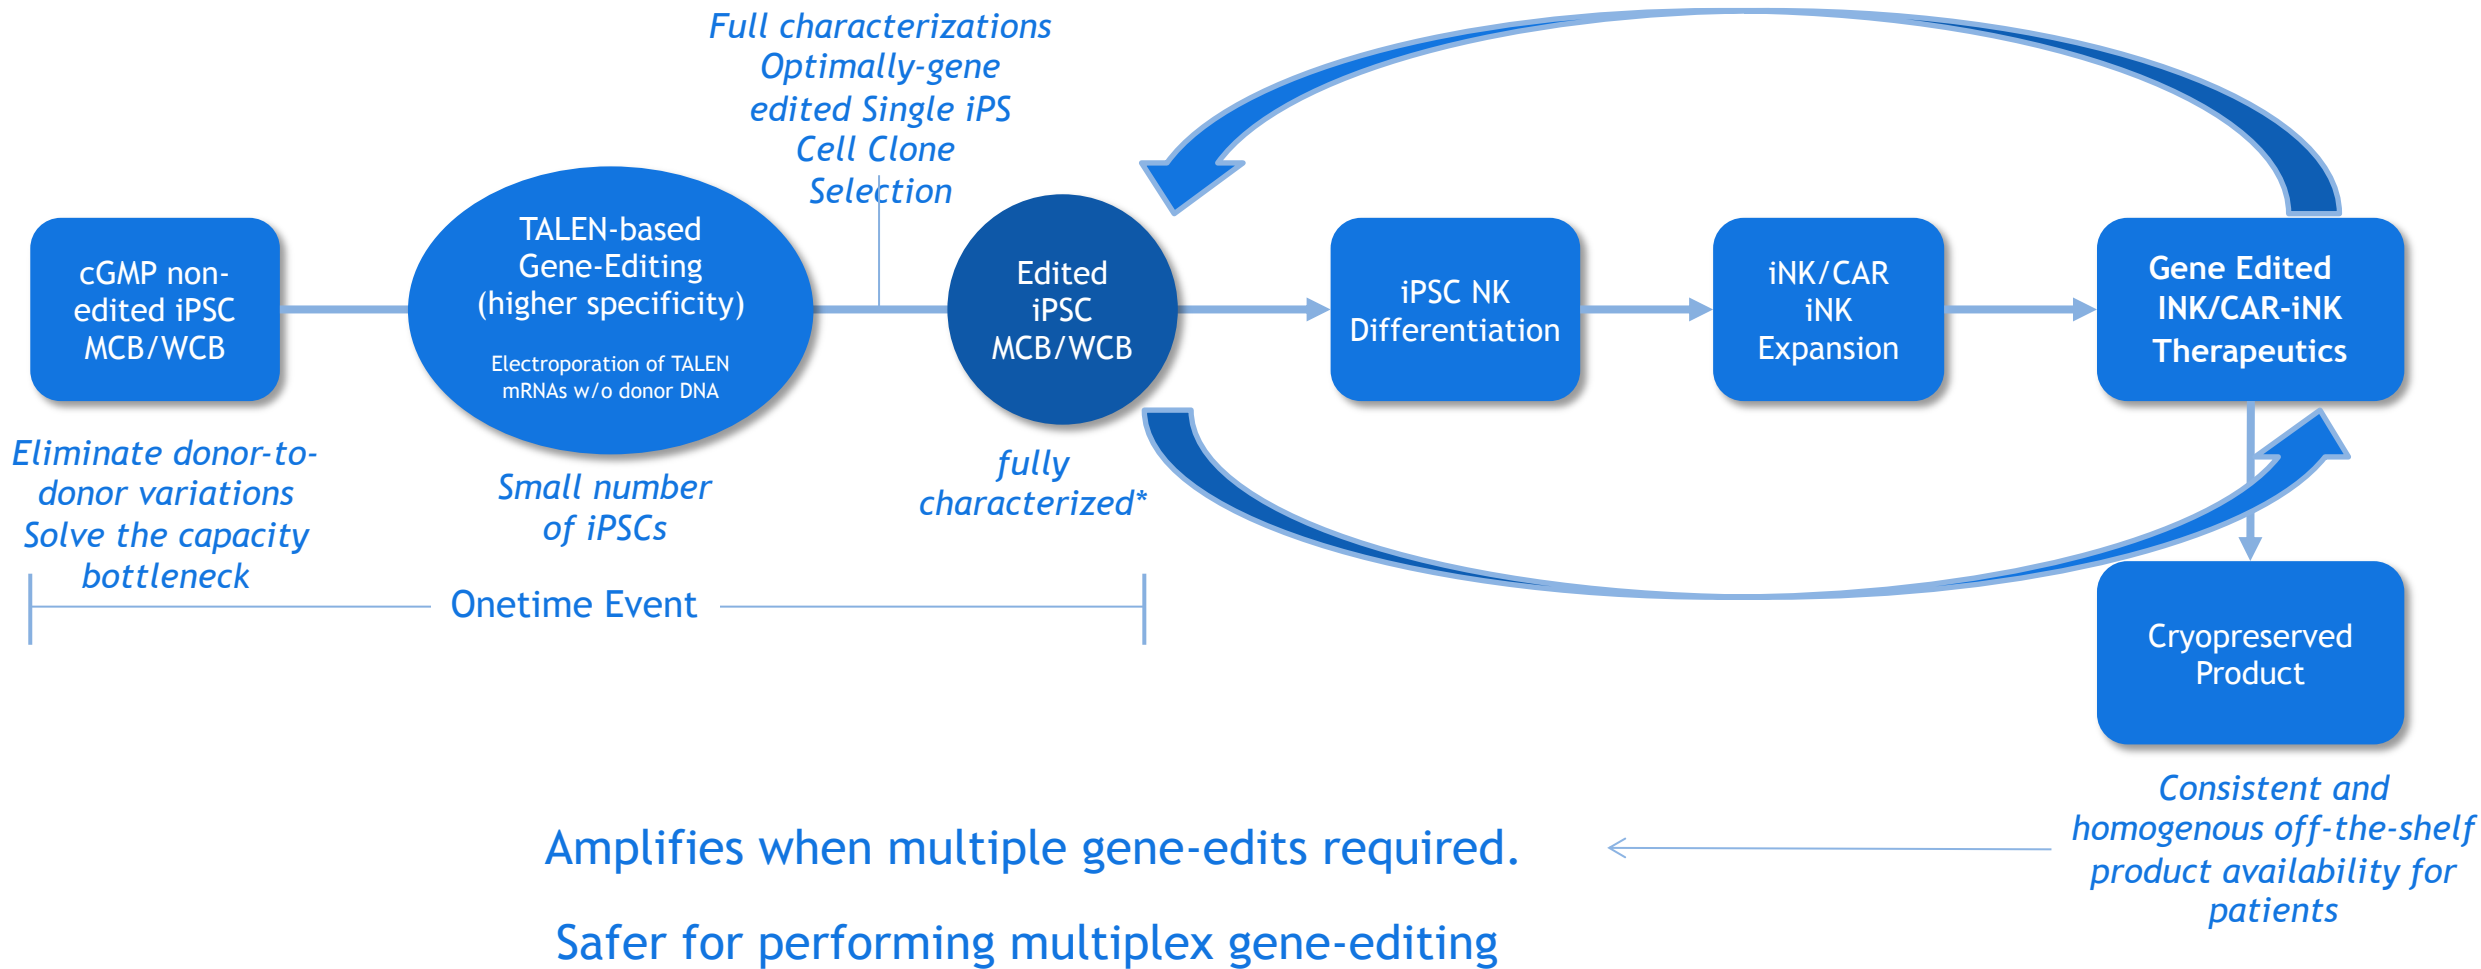 Full characterizations
Optimally-gene
edited Single iPS
Cell Clone
Selection
cGMP non-
edited iPSC
MCB/WCB
TALEN-based
Gene-Editing
(higher specificity)
Electroporation of TALEN
mRNAs w/o donor DNA
Edited
iPSC
MCB/WCB
iPSC NK
Differentiation
iNK/CAR
iNK
Expansion
Gene Edited
INK/CAR-iNK
Therapeutics
Eliminate donor-to-
donor variations
Solve the capacity
bottleneck
Small number
of iPSCs
fully
characterized*
Onetime Event
Cryopreserved
Product
Consistent and
homogenous off-the-shelf
product availability for
patients
Amplifies when multiple gene-edits required.
Safer for performing multiplex gene-editing